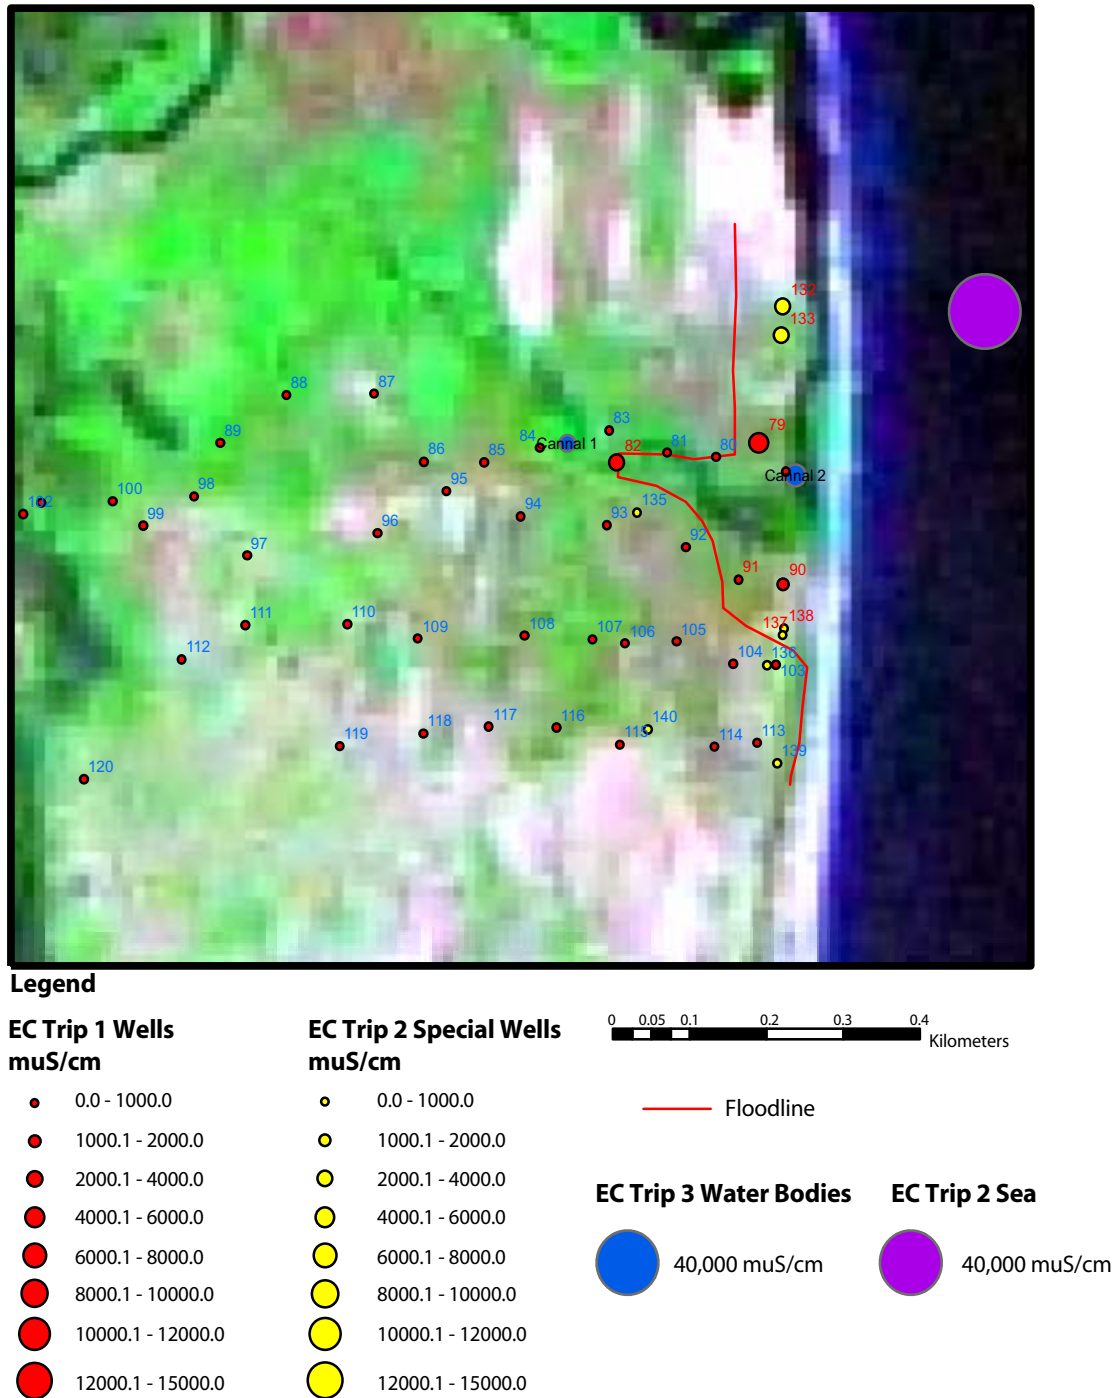 132
133
79
88
87
83
89
84
Cannal 1
82
81
80
86
85
Cannal 2
98
95
100
102
99
94
93
135
96
92
97
91
90
111
110
109
108
107
106
105
137
138
112
104
136
103
119
118
117
116
115
140
114
113
139
120
Legend
EC Trip 1 Wells
muS/cm
0.0 - 1000.0
1000.1 - 2000.0
2000.1 - 4000.0
4000.1 - 6000.0
6000.1 - 8000.0
8000.1 - 10000.0
10000.1 - 12000.0
12000.1 - 15000.0
EC Trip 2 Special Wells
muS/cm
0.0 - 1000.0
1000.1 - 2000.0
2000.1 - 4000.0
4000.1 - 6000.0
6000.1 - 8000.0
8000.1 - 10000.0
10000.1 - 12000.0
12000.1 - 15000.0
0 0.05 0.1 0.2 0.3 0.4
Kilometers
Floodline
EC Trip 3 Water Bodies
40,000 muS/cm
EC Trip 2 Sea
40,000 muS/cm